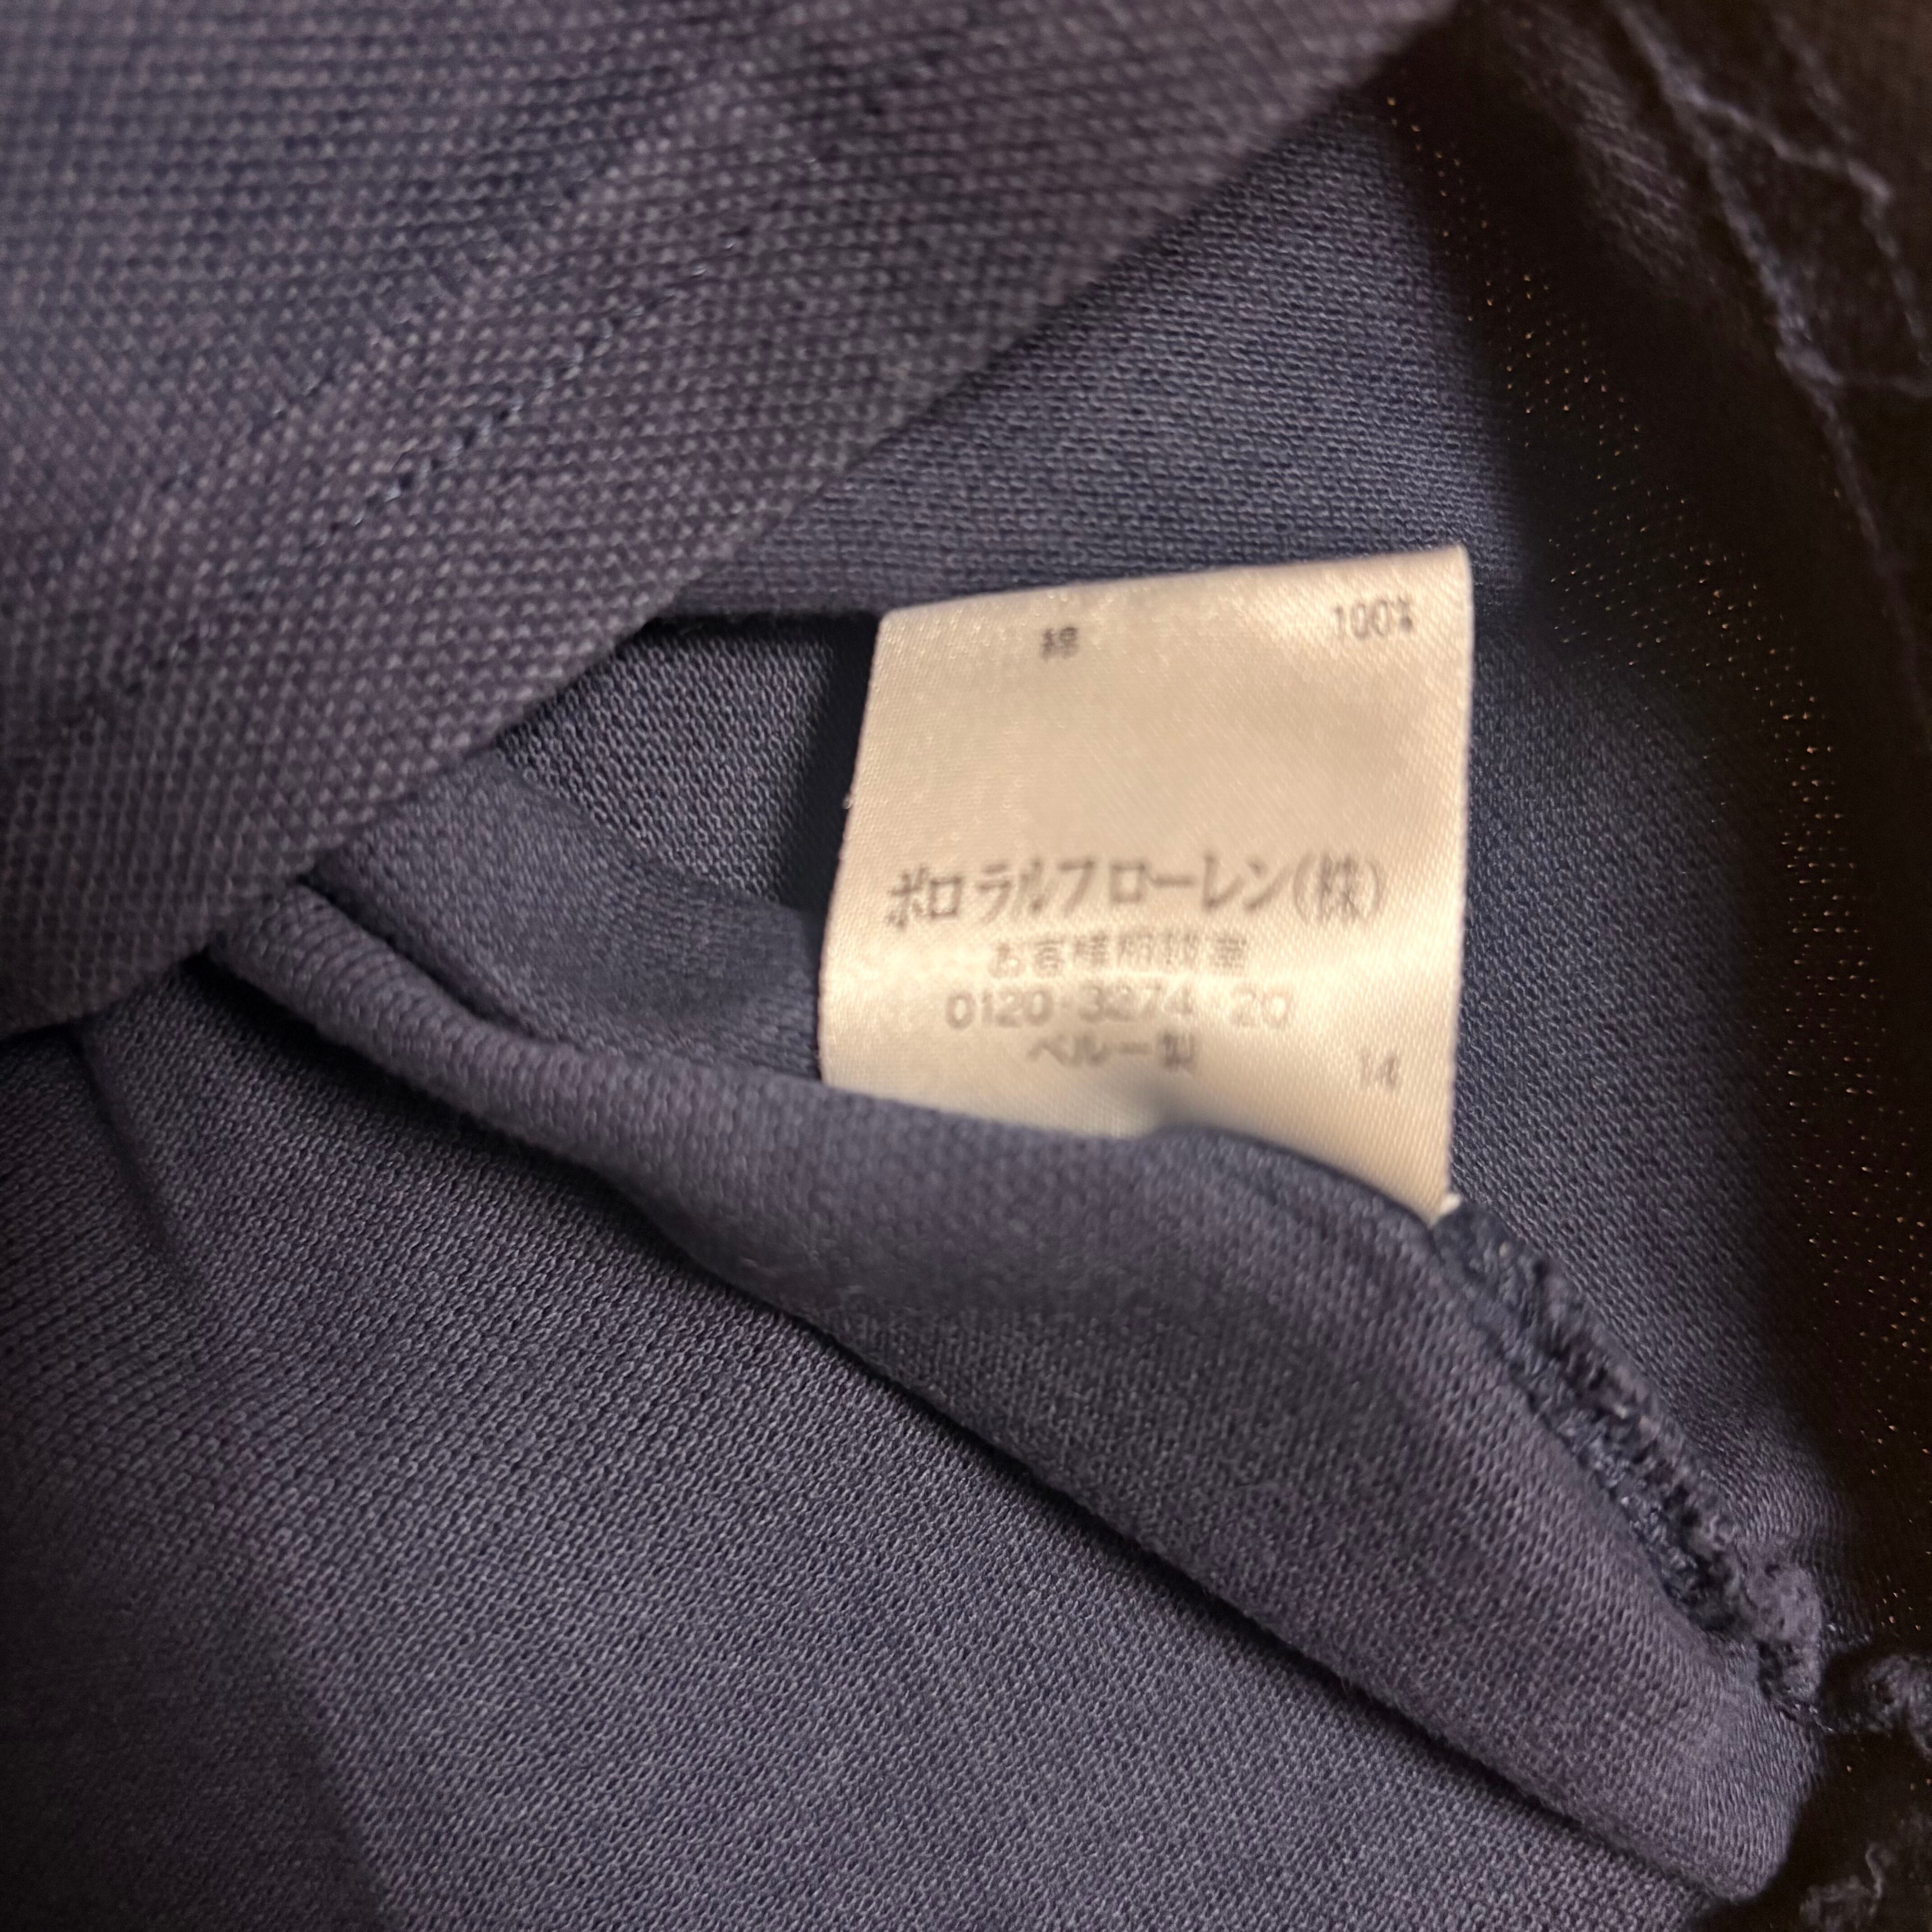 綿 100%
ポロ ラルフ ローレン(株)
お客様相談室
0120-3274-20
ペルー製 14